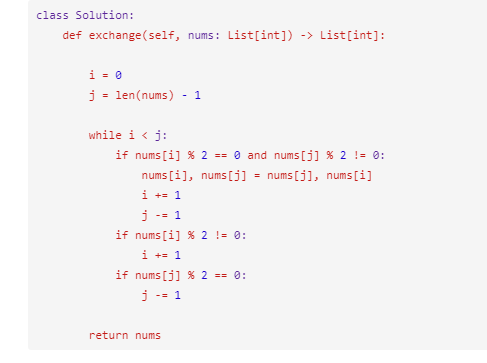 class Solution:
    def exchange(self, nums: List[int]) -> List[int]:
        i = 0
        j = len(nums) - 1
        while i < j:
            if nums[i] % 2 == 0 and nums[j] % 2 != 0:
                nums[i], nums[j] = nums[j], nums[i]
                i += 1
                j -= 1
            if nums[i] % 2 != 0:
                i += 1
            if nums[j] % 2 == 0:
                j -= 1
        return nums